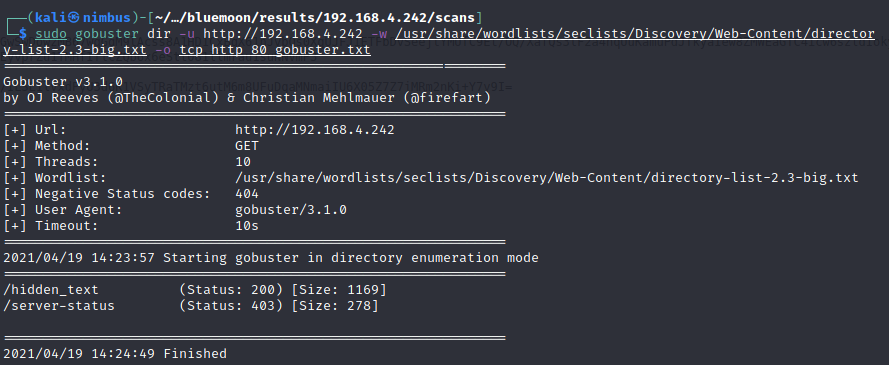 ┌──(kali㉿nimbus)-[~/…/bluemoon/results/192.168.4.242/scans]
└─$ sudo gobuster dir -u http://192.168.4.242 -w /usr/share/wordlists/seclists/Discovery/Web-Content/director
y-list-2.3-big.txt -o tcp_http_80_gobuster.txt
===============================================================
Gobuster v3.1.0
by OJ Reeves (@TheColonial) & Christian Mehlmauer (@firefart)
===============================================================
[+] Url:                     http://192.168.4.242
[+] Method:                  GET
[+] Threads:                 10
[+] Wordlist:                /usr/share/wordlists/seclists/Discovery/Web-Content/directory-list-2.3-big.txt
[+] Negative Status codes:   404
[+] User Agent:              gobuster/3.1.0
[+] Timeout:                 10s
===============================================================
2021/04/19 14:23:57 Starting gobuster in directory enumeration mode
===============================================================
/hidden_text          (Status: 200) [Size: 1169]
/server-status        (Status: 403) [Size: 278]
===============================================================
2021/04/19 14:24:49 Finished